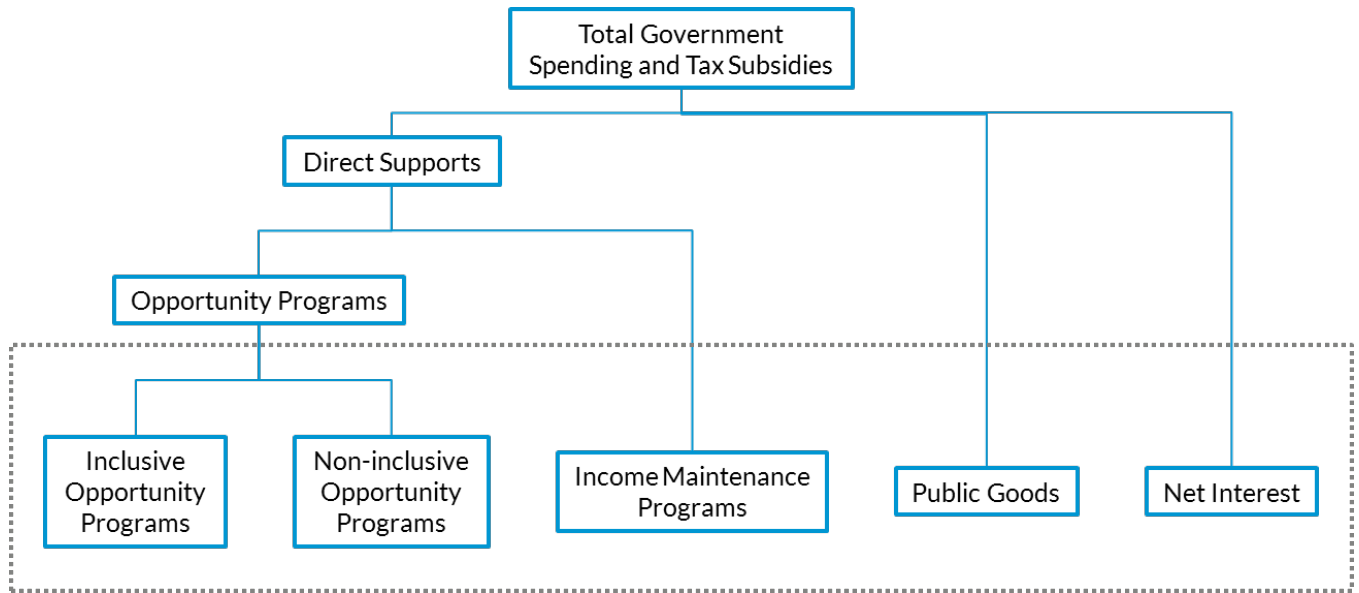 Total Government
Spending and Tax Subsidies
Direct Supports
Opportunity Programs
Inclusive
Opportunity
Programs
Non-inclusive
Opportunity
Programs
Income Maintenance
Programs
Public Goods
Net Interest